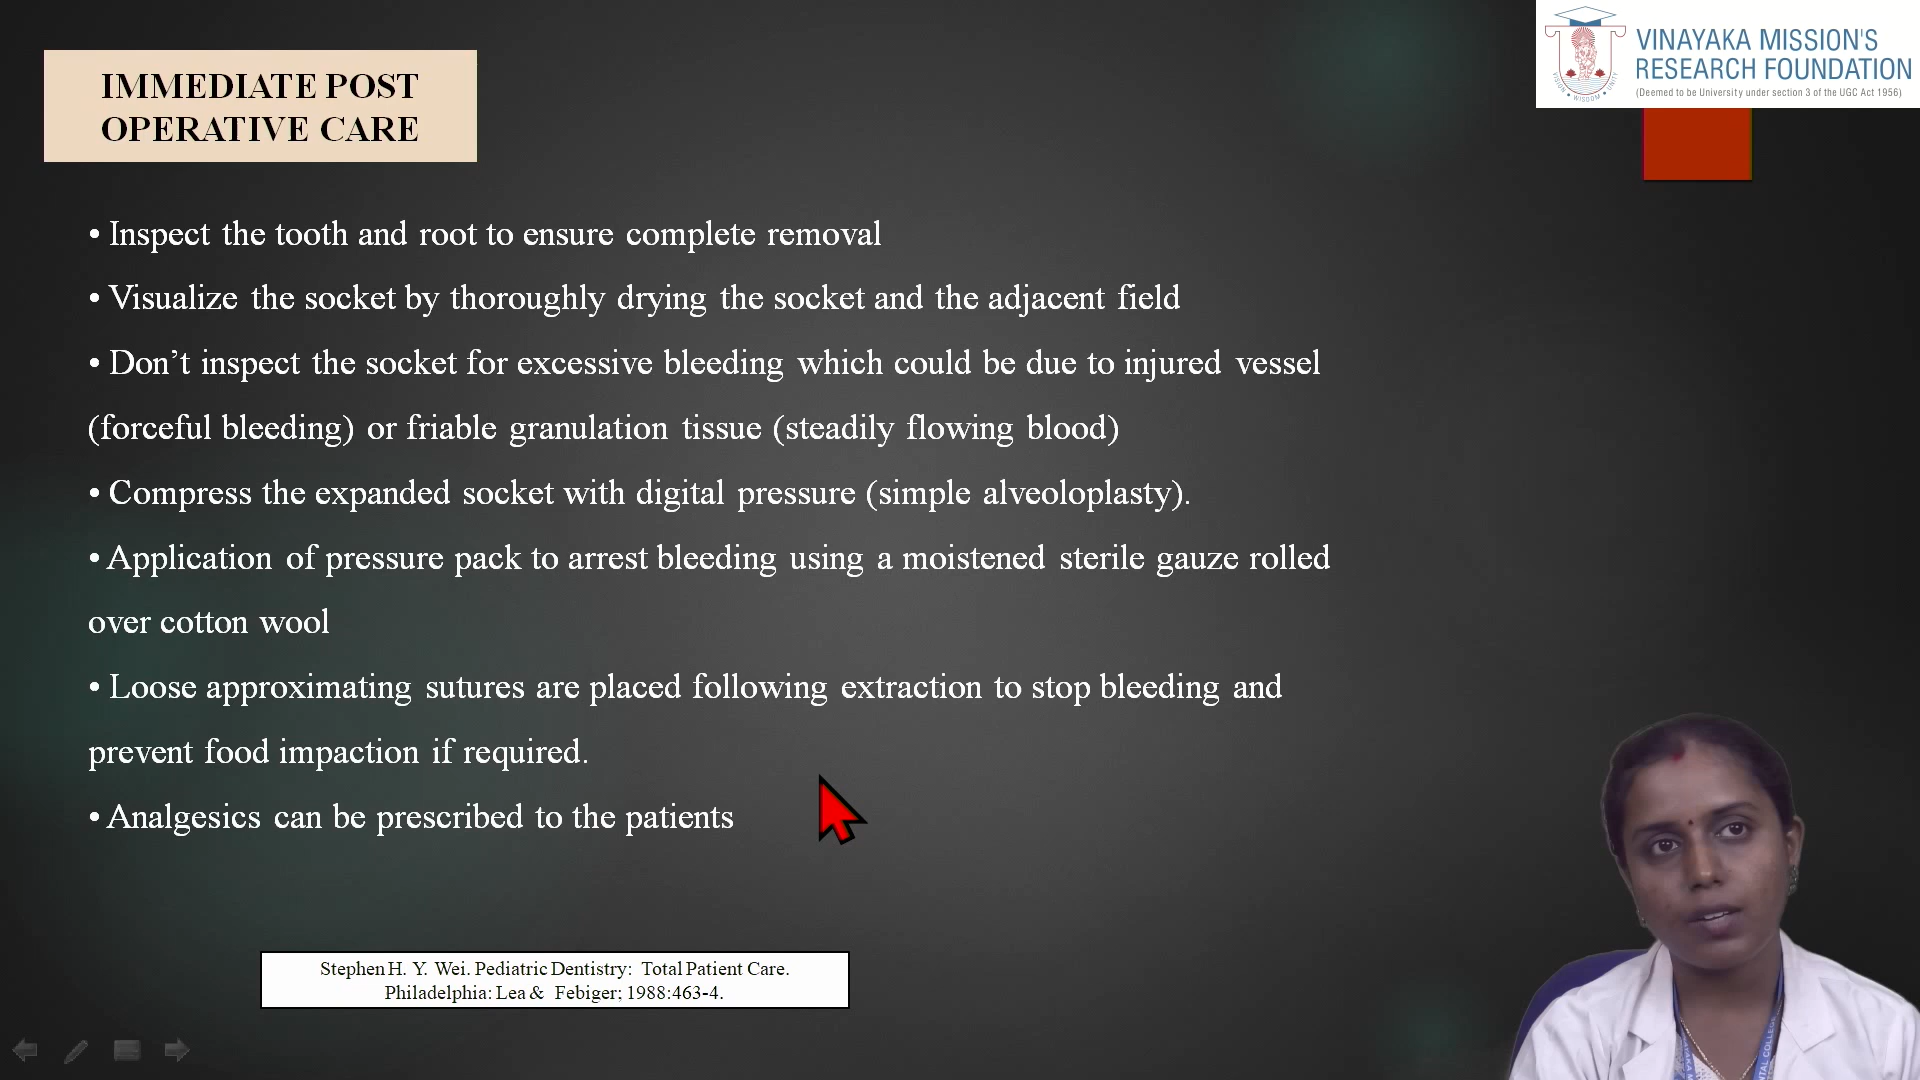 IMMEDIATE POST
OPERATIVE CARE
VINAYAKA MISSION'S
RESEARCH FOUNDATION
(Deemed to be University under section 3 of the UGC Act 1956)
• Inspect the tooth and root to ensure complete removal
• Visualize the socket by thoroughly drying the socket and the adjacent field
• Don’t inspect the socket for excessive bleeding which could be due to injured vessel
(forceful bleeding) or friable granulation tissue (steadily flowing blood)
• Compress the expanded socket with digital pressure (simple alveoloplasty).
• Application of pressure pack to arrest bleeding using a moistened sterile gauze rolled
over cotton wool
• Loose approximating sutures are placed following extraction to stop bleeding and
prevent food impaction if required.
• Analgesics can be prescribed to the patients
Stephen H. Y. Wei. Pediatric Dentistry: Total Patient Care.
Philadelphia: Lea & Febiger; 1988:463-4.